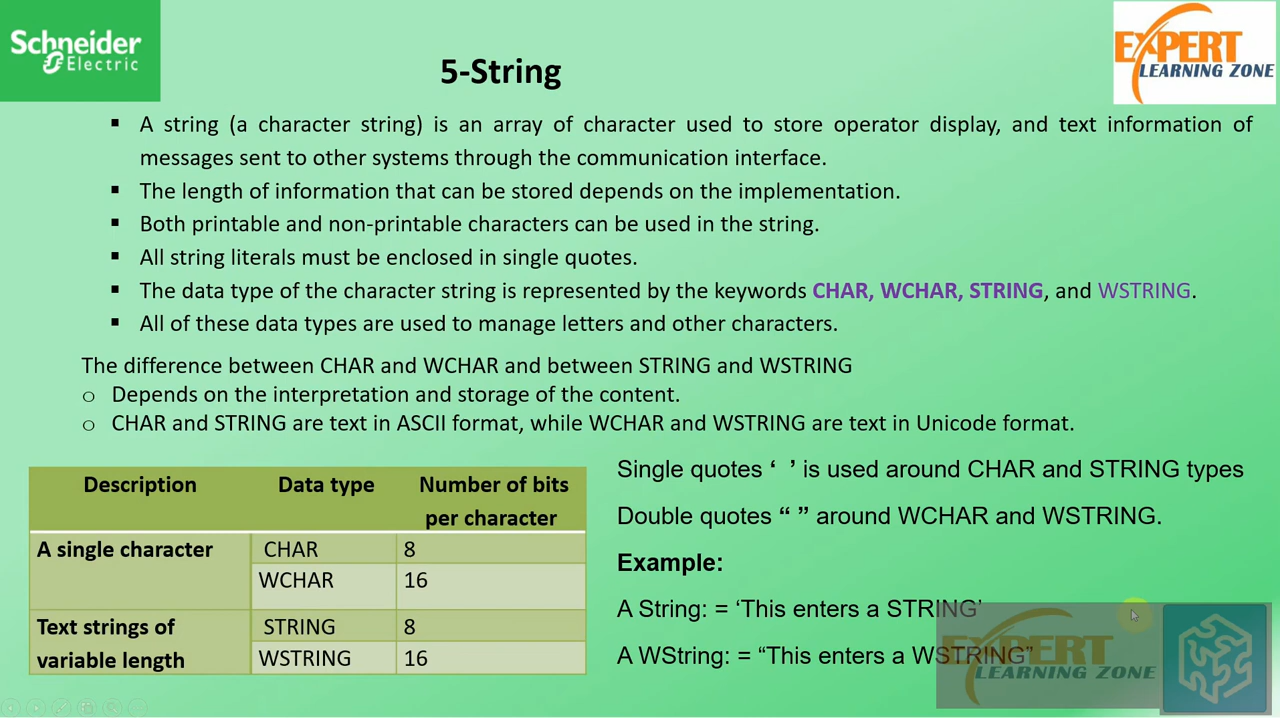 Schneider
Electric
EXPERT
LEARNING ZONE
5-String
▪ A string (a character string) is an array of character used to store operator display, and text information of
messages sent to other systems through the communication interface.
▪ The length of information that can be stored depends on the implementation.
▪ Both printable and non-printable characters can be used in the string.
▪ All string literals must be enclosed in single quotes.
▪ The data type of the character string is represented by the keywords CHAR, WCHAR, STRING, and WSTRING.
▪ All of these data types are used to manage letters and other characters.
The difference between CHAR and WCHAR and between STRING and WSTRING
o Depends on the interpretation and storage of the content.
o CHAR and STRING are text in ASCII format, while WCHAR and WSTRING are text in Unicode format.
Description Data type Number of bits
per character
A single character CHAR 8
WCHAR 16
Text strings of STRING 8
variable length WSTRING 16
Single quotes ‘ ’ is used around CHAR and STRING types
Double quotes “ ” around WCHAR and WSTRING.
Example:
A String: = ‘This enters a STRING’
A WString: = “This enters a WSTRING”
EXPERT
LEARNING ZONE